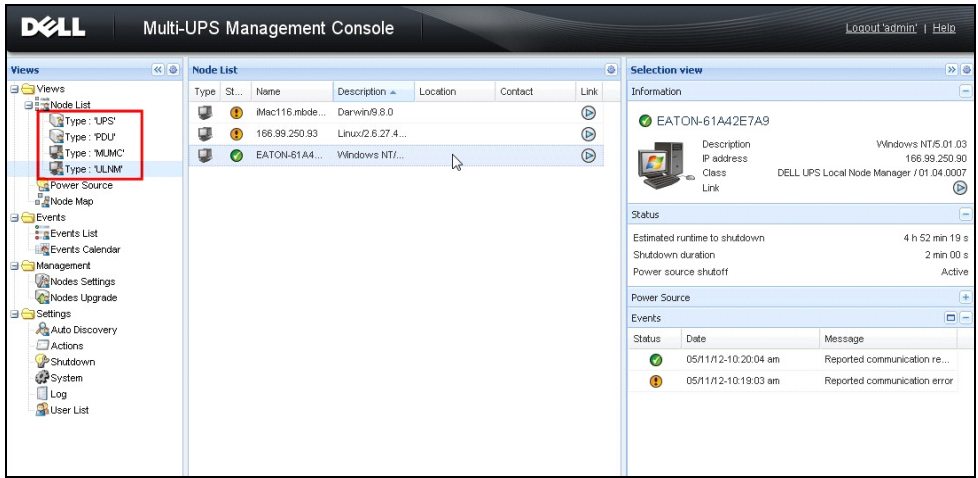 DELL Multi-UPS Management Console Logout 'admin' | Help
Views
Views
Node List
Type : 'UPS'
Type : 'PDU'
Type : 'MUMC'
Type : 'ULNM'
Power Source
Node Map
Events
Events List
Events Calendar
Management
Nodes Settings
Nodes Upgrade
Settings
Auto Discovery
Actions
Shutdown
System
Log
User List
Node List
Type St... Name Description Location Contact Link
iMac116.mbde... Darwin/9.8.0
166.99.250.93 Linux/2.6.27.4...
EATON-61A4... Windows NT/...
Selection view
Information
EATON-61A42E7A9
Description Windows NT/5.01.03
IP address 166.99.250.90
Class DELL UPS Local Node Manager / 01.04.0007
Link
Status
Estimated runtime to shutdown 4 h 52 min 19 s
Shutdown duration 2 min 00 s
Power source shutoff Active
Power Source
Events
Status Date Message
05/11/12-10:20:04 am Reported communication re...
05/11/12-10:19:03 am Reported communication error